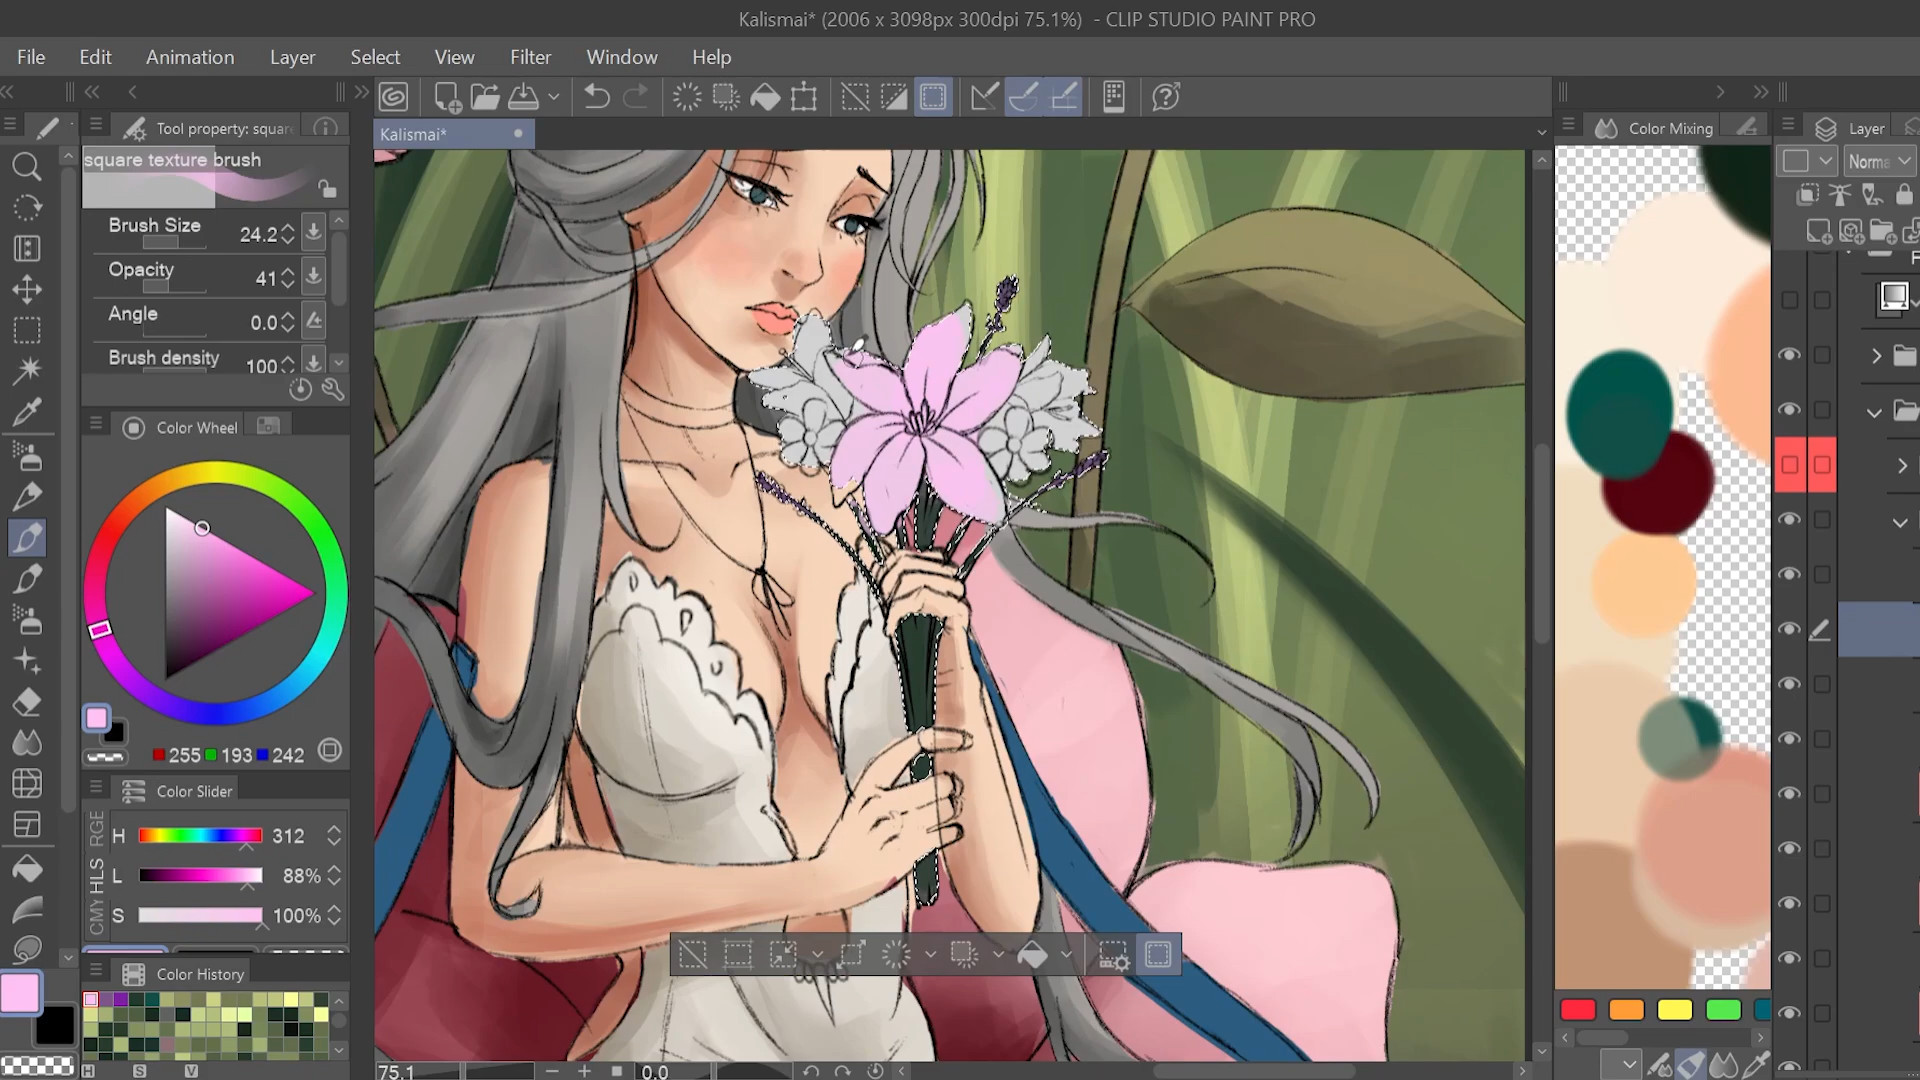 Kalismai* (2006 x 3098px 300dpi 75.1%) - CLIP STUDIO PAINT PRO
File Edit Animation Layer Select View Filter Window Help
Tool property: squar
Kalismai*
Color Mixing
Layer
square texture brush
Norma
Brush Size 24.2
Opacity 41
Angle 0.0
Brush density 100
Color Wheel
255 193 242
Color Slider
RGE
HLS
CMY
H 312
L 88%
S 100%
Color History
H S V
75.1 0.0